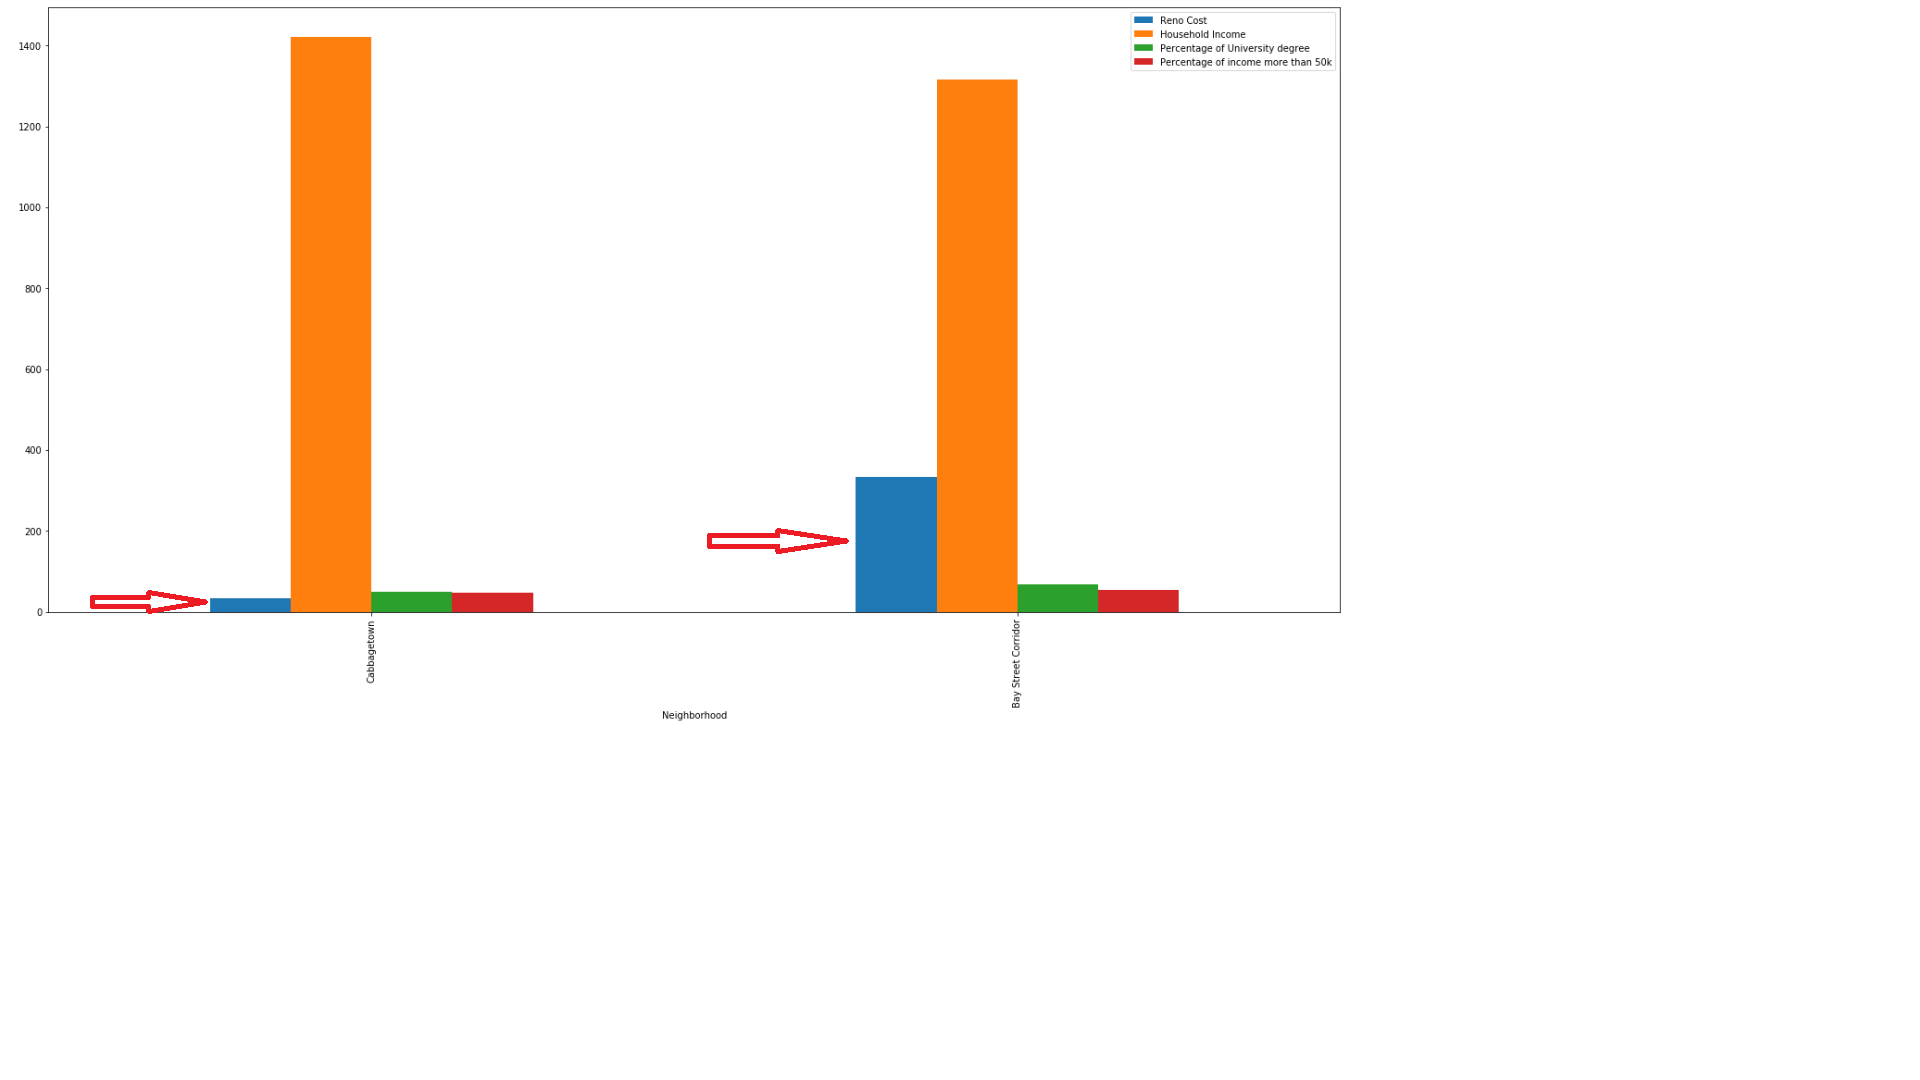 Reno Cost
Household Income
Percentage of University degree
Percentage of income more than 50k
1400
1200
1000
800
600
400
200
0
Cabbagetown
Bay Street Corridor
Neighborhood